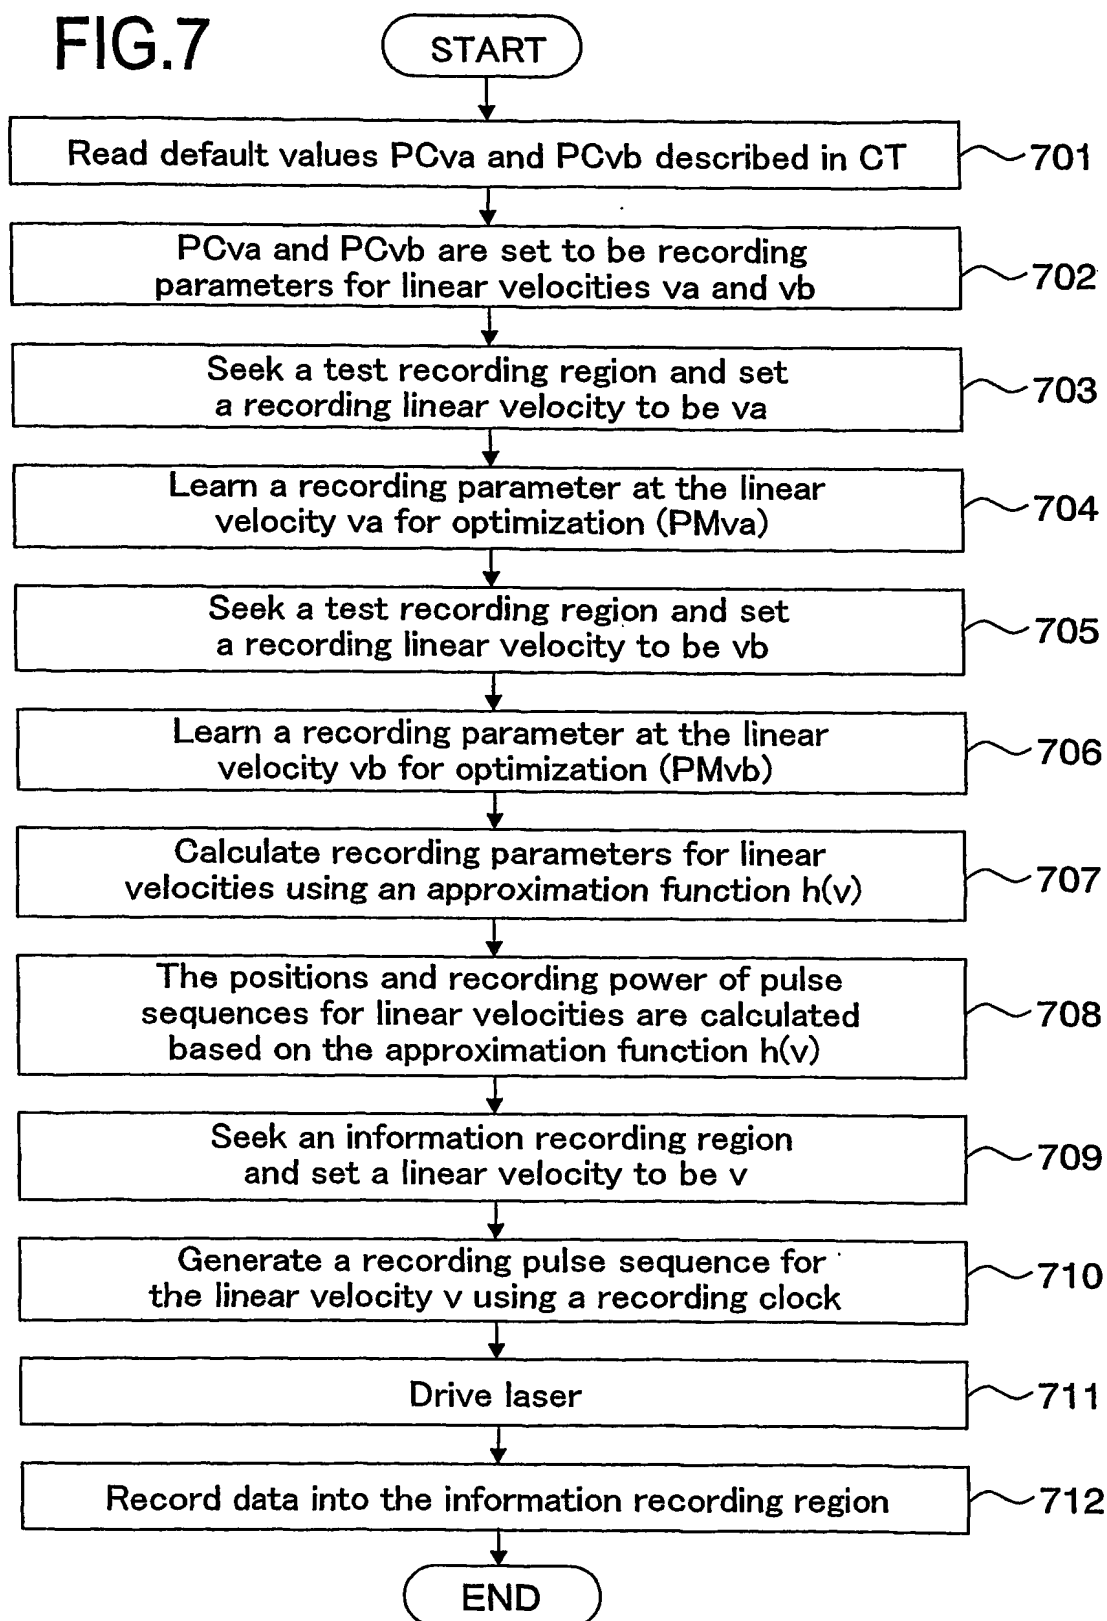 FIG.7
START
Read default values PCva and PCvb described in CT
701
PCva and PCvb are set to be recording
parameters for linear velocities va and vb
702
Seek a test recording region and set
a recording linear velocity to be va
703
Learn a recording parameter at the linear
velocity va for optimization (PMva)
704
Seek a test recording region and set
a recording linear velocity to be vb
705
Learn a recording parameter at the linear
velocity vb for optimization (PMvb)
706
Calculate recording parameters for linear
velocities using an approximation function h(v)
707
The positions and recording power of pulse
sequences for linear velocities are calculated
based on the approximation function h(v)
708
Seek an information recording region
and set a linear velocity to be v
709
Generate a recording pulse sequence for
the linear velocity v using a recording clock
710
Drive laser
711
Record data into the information recording region
712
END